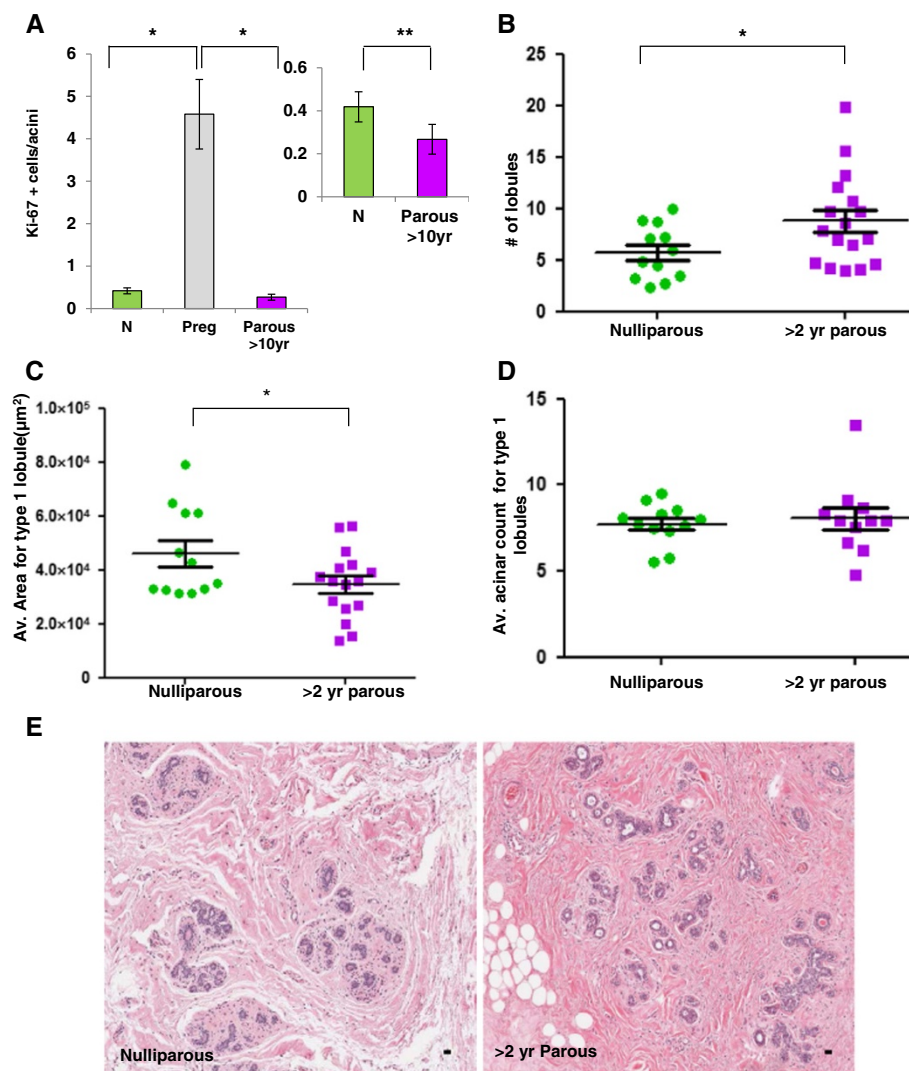 A
B
* * **
*
Ki-67 + cells/acini
6
5
4
3
2
1
0
N Preg Parous
>10yr
0.6
0.4
0.2
0
N Parous
>10yr
# of lobules
25
20
15
10
5
0
Nulliparous >2 yr parous
C
D
*
Av. Area for type 1 lobule(µm²)
1.0×10⁵
8.0×10⁴
6.0×10⁴
4.0×10⁴
2.0×10⁴
0
Nulliparous >2 yr parous
Av. acinar count for type 1
lobules
15
10
5
0
Nulliparous >2 yr parous
E
Nulliparous
>2 yr Parous